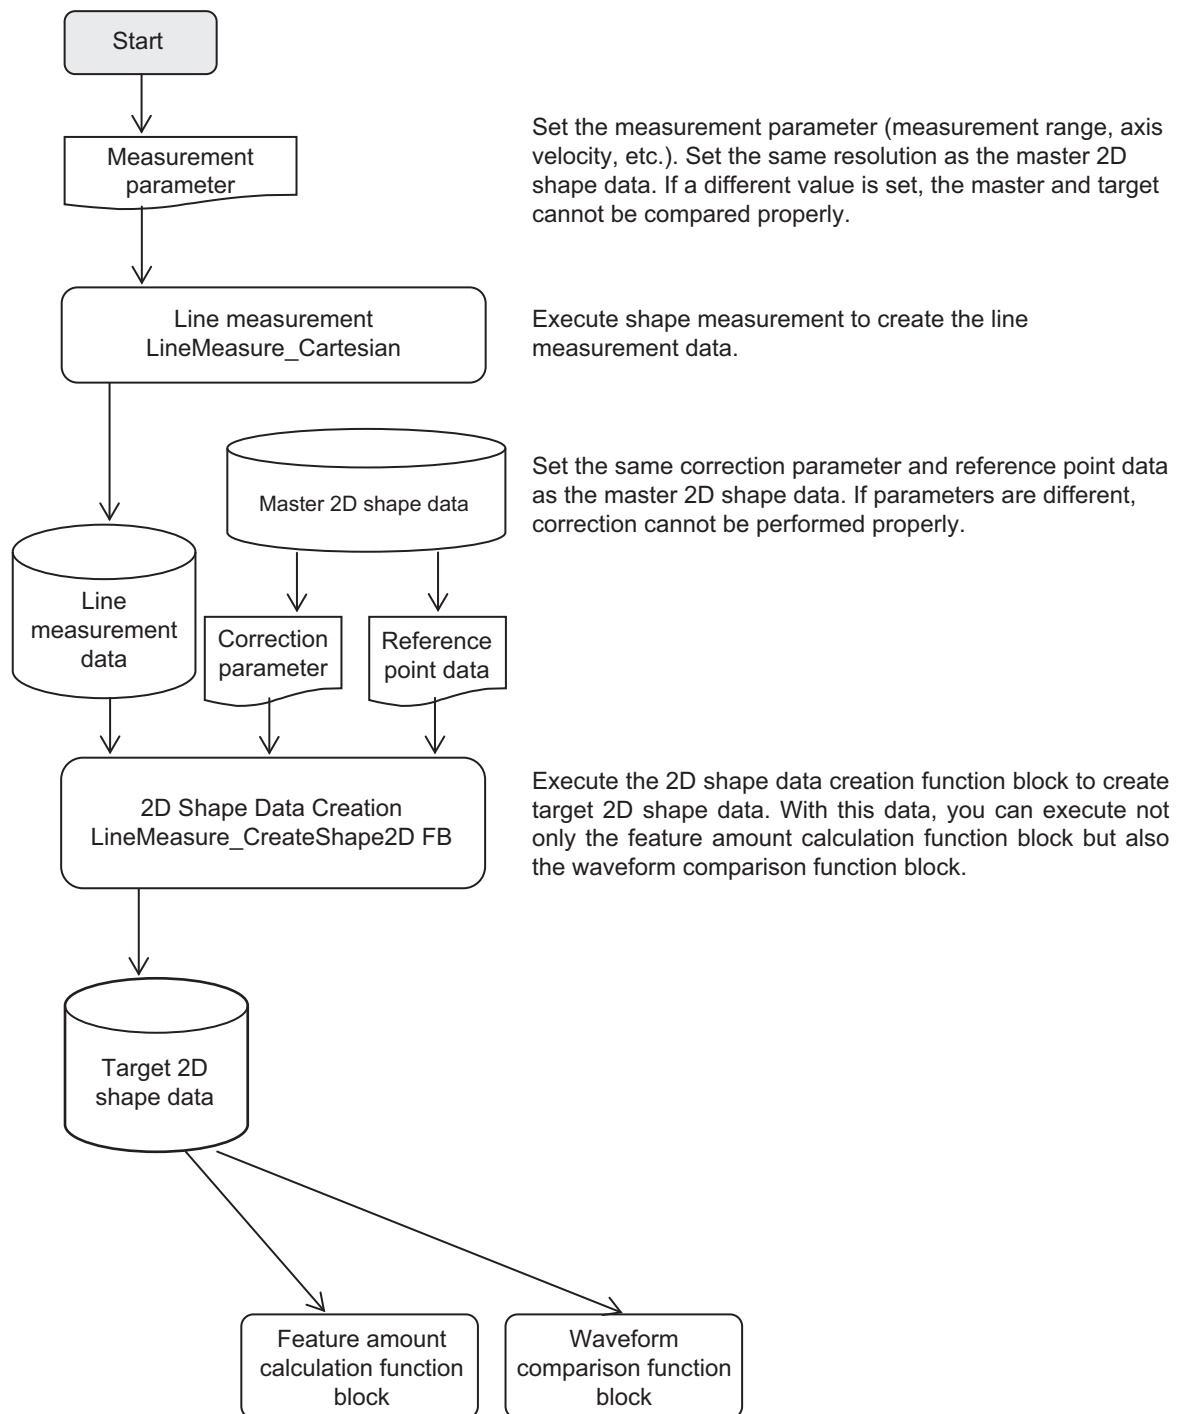 Start
Measurement
parameter
Set the measurement parameter (measurement range, axis
velocity, etc.). Set the same resolution as the master 2D
shape data. If a different value is set, the master and target
cannot be compared properly.
Line measurement
LineMeasure_Cartesian
Execute shape measurement to create the line
measurement data.
Master 2D shape data
Set the same correction parameter and reference point data
as the master 2D shape data. If parameters are different,
correction cannot be performed properly.
Line
measurement
data
Correction
parameter
Reference
point data
2D Shape Data Creation
LineMeasure_CreateShape2D FB
Execute the 2D shape data creation function block to create
target 2D shape data. With this data, you can execute not
only the feature amount calculation function block but also
the waveform comparison function block.
Target 2D
shape data
Feature amount
calculation function
block
Waveform
comparison function
block